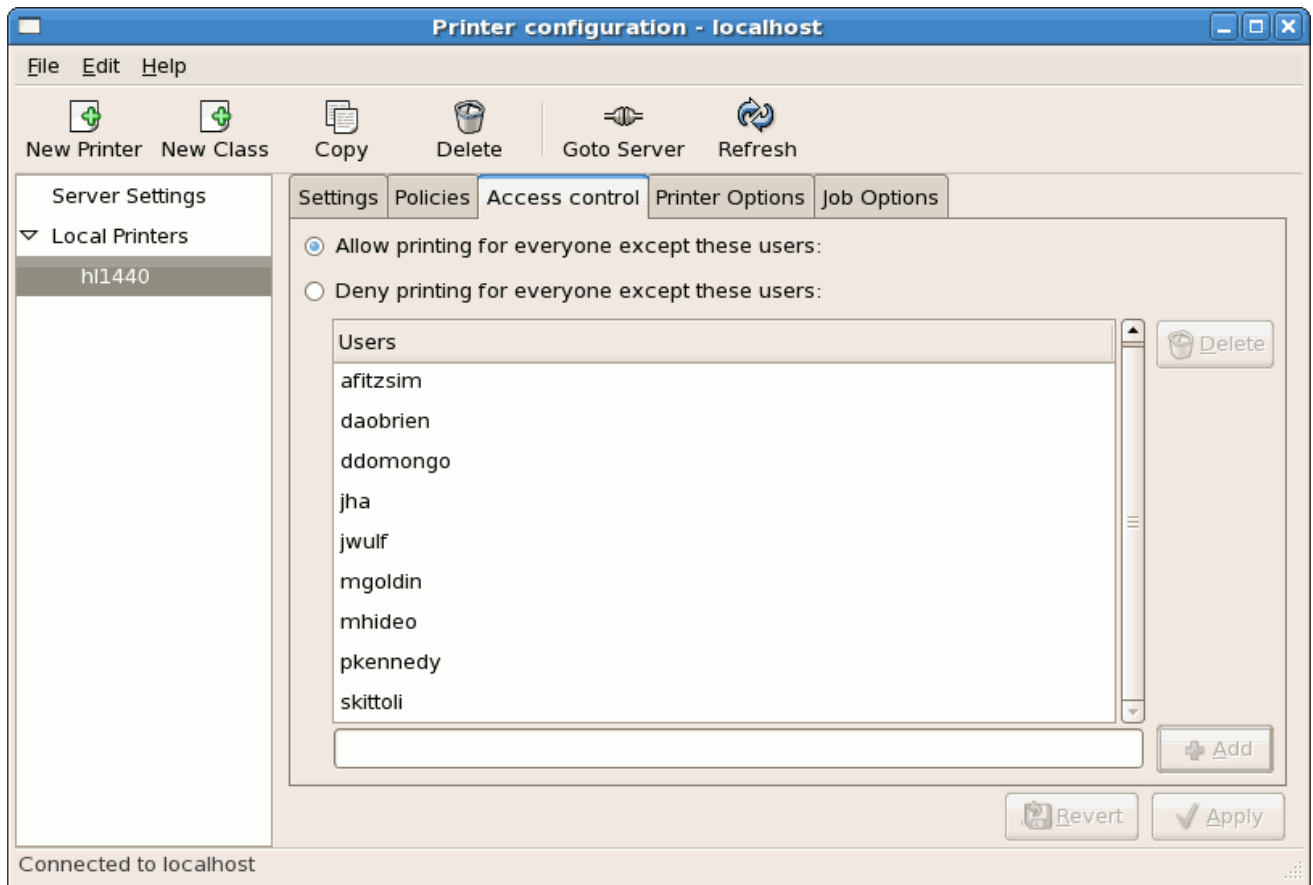 Printer configuration - localhost
File Edit Help
New Printer New Class Copy Delete Goto Server Refresh
Server Settings
Local Printers
hl1440
Settings Policies Access control Printer Options Job Options
Allow printing for everyone except these users:
Deny printing for everyone except these users:
Users
Delete
afitzsim
daobrien
ddomongo
jha
jwulf
mgoldin
mhideo
pkennedy
skittoli
Add
Revert Apply
Connected to localhost